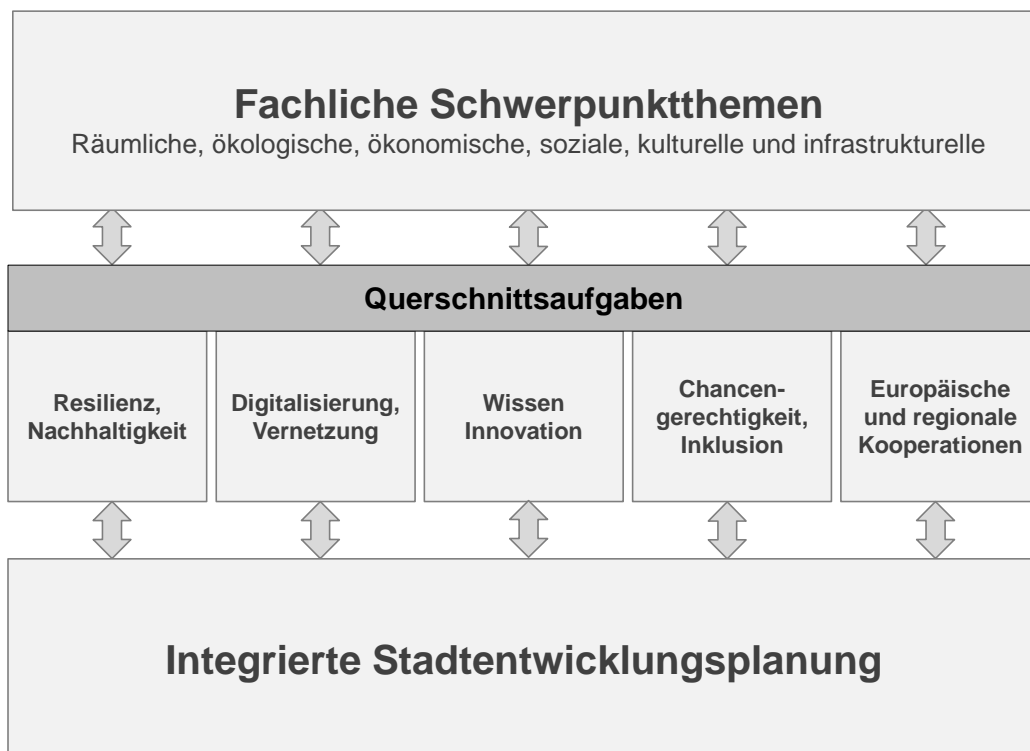 Fachliche Schwerpunktthemen
Räumliche, ökologische, ökonomische, soziale, kulturelle und infrastrukturelle
Querschnittsaufgaben
Resilienz,
Nachhaltigkeit
Digitalisierung,
Vernetzung
Wissen
Innovation
Chancen-
gerechtigkeit,
Inklusion
Europäische
und regionale
Kooperationen
Integrierte Stadtentwicklungsplanung